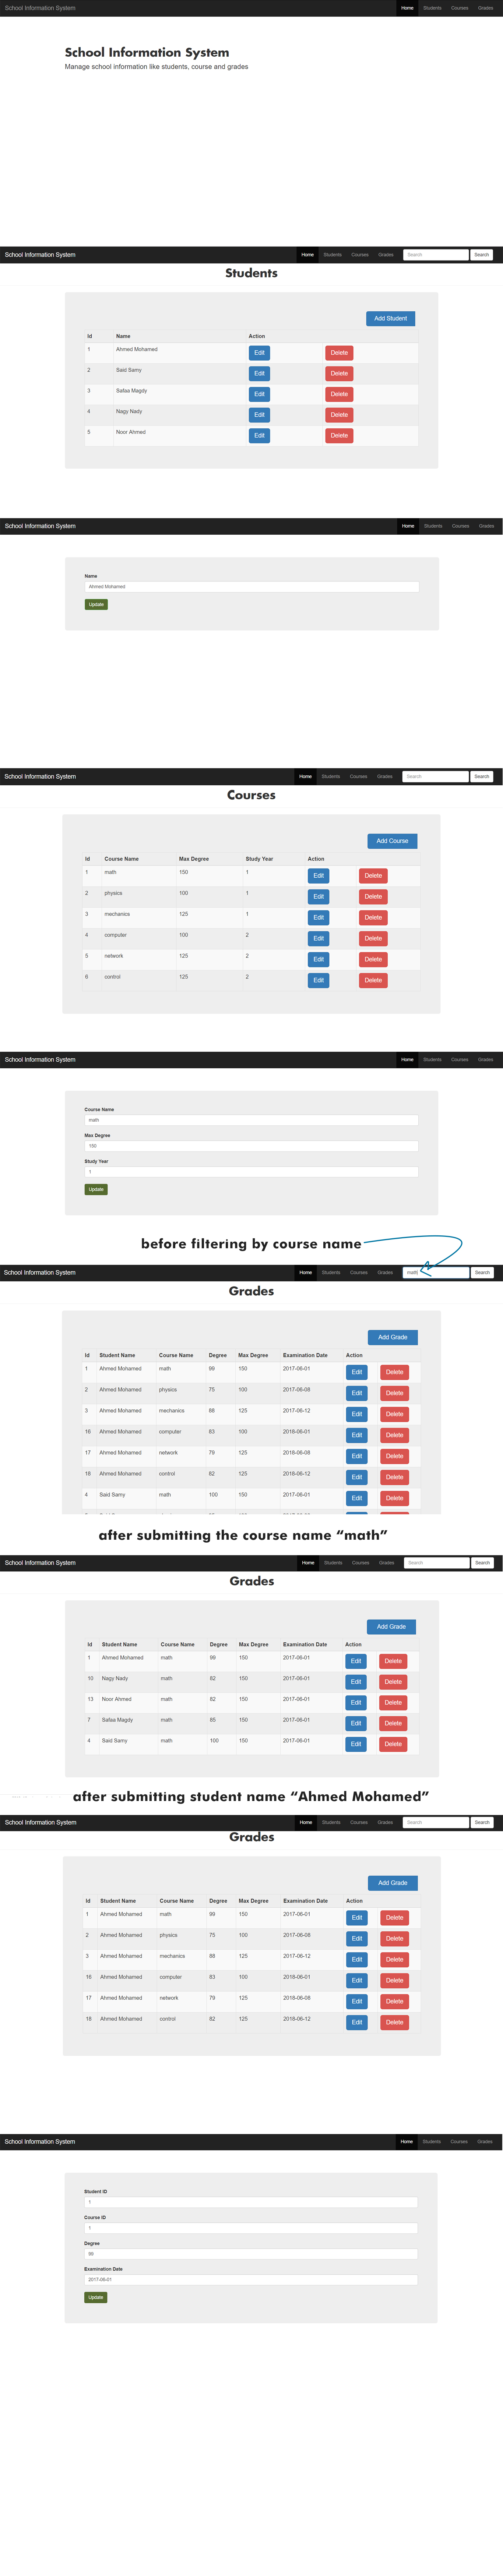 School Information System Home Students Courses Grades
School Information System
Manage school information like students, course and grades
School Information System Home Students Courses Grades Search Search
Students
Add Student
Id Name Action
1 Ahmed Mohamed Edit Delete
2 Said Samy Edit Delete
3 Safaa Magdy Edit Delete
4 Nagy Nady Edit Delete
5 Noor Ahmed Edit Delete
School Information System Home Students Courses Grades
Name
Ahmed Mohamed
Update
School Information System Home Students Courses Grades Search Search
Courses
Add Course
Id Course Name Max Degree Study Year Action
1 math 150 1 Edit Delete
2 physics 100 1 Edit Delete
3 mechanics 125 1 Edit Delete
4 computer 100 2 Edit Delete
5 network 125 2 Edit Delete
6 control 125 2 Edit Delete
School Information System Home Students Courses Grades
Course Name
math
Max Degree
150
Study Year
1
Update
before filtering by course name
School Information System Home Students Courses Grades math Search
Grades
Add Grade
Id Student Name Course Name Degree Max Degree Examination Date Action
1 Ahmed Mohamed math 99 150 2017-06-01 Edit Delete
2 Ahmed Mohamed physics 75 100 2017-06-08 Edit Delete
3 Ahmed Mohamed mechanics 88 125 2017-06-12 Edit Delete
16 Ahmed Mohamed computer 83 100 2018-06-01 Edit Delete
17 Ahmed Mohamed network 79 125 2018-06-08 Edit Delete
18 Ahmed Mohamed control 82 125 2018-06-12 Edit Delete
4 Said Samy math 100 150 2017-06-01 Edit Delete
after submitting the course name “math”
School Information System Home Students Courses Grades Search Search
Grades
Add Grade
Id Student Name Course Name Degree Max Degree Examination Date Action
1 Ahmed Mohamed math 99 150 2017-06-01 Edit Delete
10 Nagy Nady math 82 150 2017-06-01 Edit Delete
13 Noor Ahmed math 82 150 2017-06-01 Edit Delete
7 Safaa Magdy math 85 150 2017-06-01 Edit Delete
4 Said Samy math 100 150 2017-06-01 Edit Delete
after submitting student name “Ahmed Mohamed”
School Information System Home Students Courses Grades Search Search
Grades
Add Grade
Id Student Name Course Name Degree Max Degree Examination Date Action
1 Ahmed Mohamed math 99 150 2017-06-01 Edit Delete
2 Ahmed Mohamed physics 75 100 2017-06-08 Edit Delete
3 Ahmed Mohamed mechanics 88 125 2017-06-12 Edit Delete
16 Ahmed Mohamed computer 83 100 2018-06-01 Edit Delete
17 Ahmed Mohamed network 79 125 2018-06-08 Edit Delete
18 Ahmed Mohamed control 82 125 2018-06-12 Edit Delete
School Information System Home Students Courses Grades
Student ID
1
Course ID
1
Degree
99
Examination Date
2017-06-01
Update